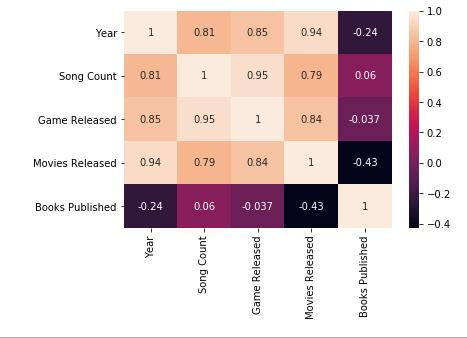 Year 1 0.81 0.85 0.94 -0.24
Song Count 0.81 1 0.95 0.79 0.06
Game Released 0.85 0.95 1 0.84 -0.037
Movies Released 0.94 0.79 0.84 1 -0.43
Books Published -0.24 0.06 -0.037 -0.43 1
Year
Song Count
Game Released
Movies Released
Books Published
1.0
0.8
0.6
0.4
0.2
0.0
−0.2
−0.4